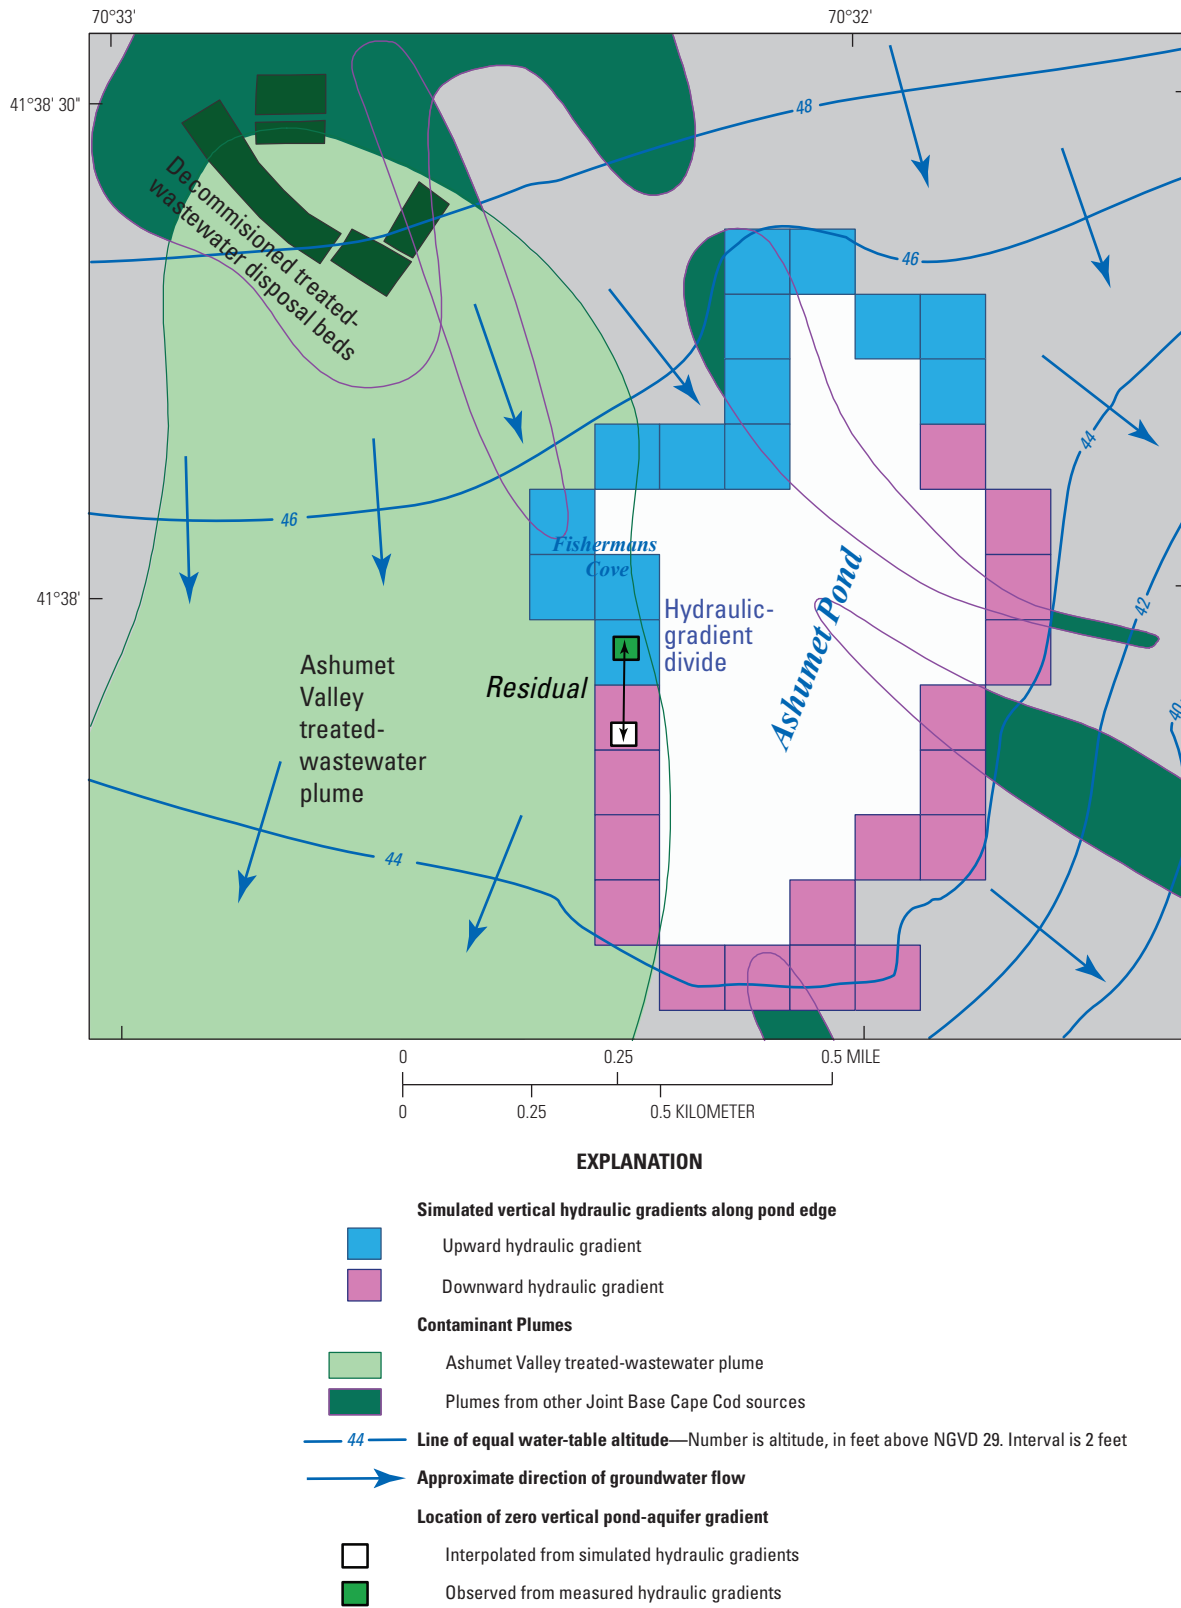 70°33'
70°32'
41°38' 30"
48
Decommisioned treated-
wastewater disposal beds
46
44
46
Fishermans
Cove
42
41°38'
Hydraulic-
gradient
divide
Ashumet Pond
Residual
Ashumet
Valley
treated-
wastewater
plume
40
44
0
0.25
0.5 MILE
0
0.25
0.5 KILOMETER
EXPLANATION
Simulated vertical hydraulic gradients along pond edge
Upward hydraulic gradient
Downward hydraulic gradient
Contaminant Plumes
Ashumet Valley treated-wastewater plume
Plumes from other Joint Base Cape Cod sources
44 Line of equal water-table altitude—Number is altitude, in feet above NGVD 29. Interval is 2 feet
Approximate direction of groundwater flow
Location of zero vertical pond-aquifer gradient
Interpolated from simulated hydraulic gradients
Observed from measured hydraulic gradients